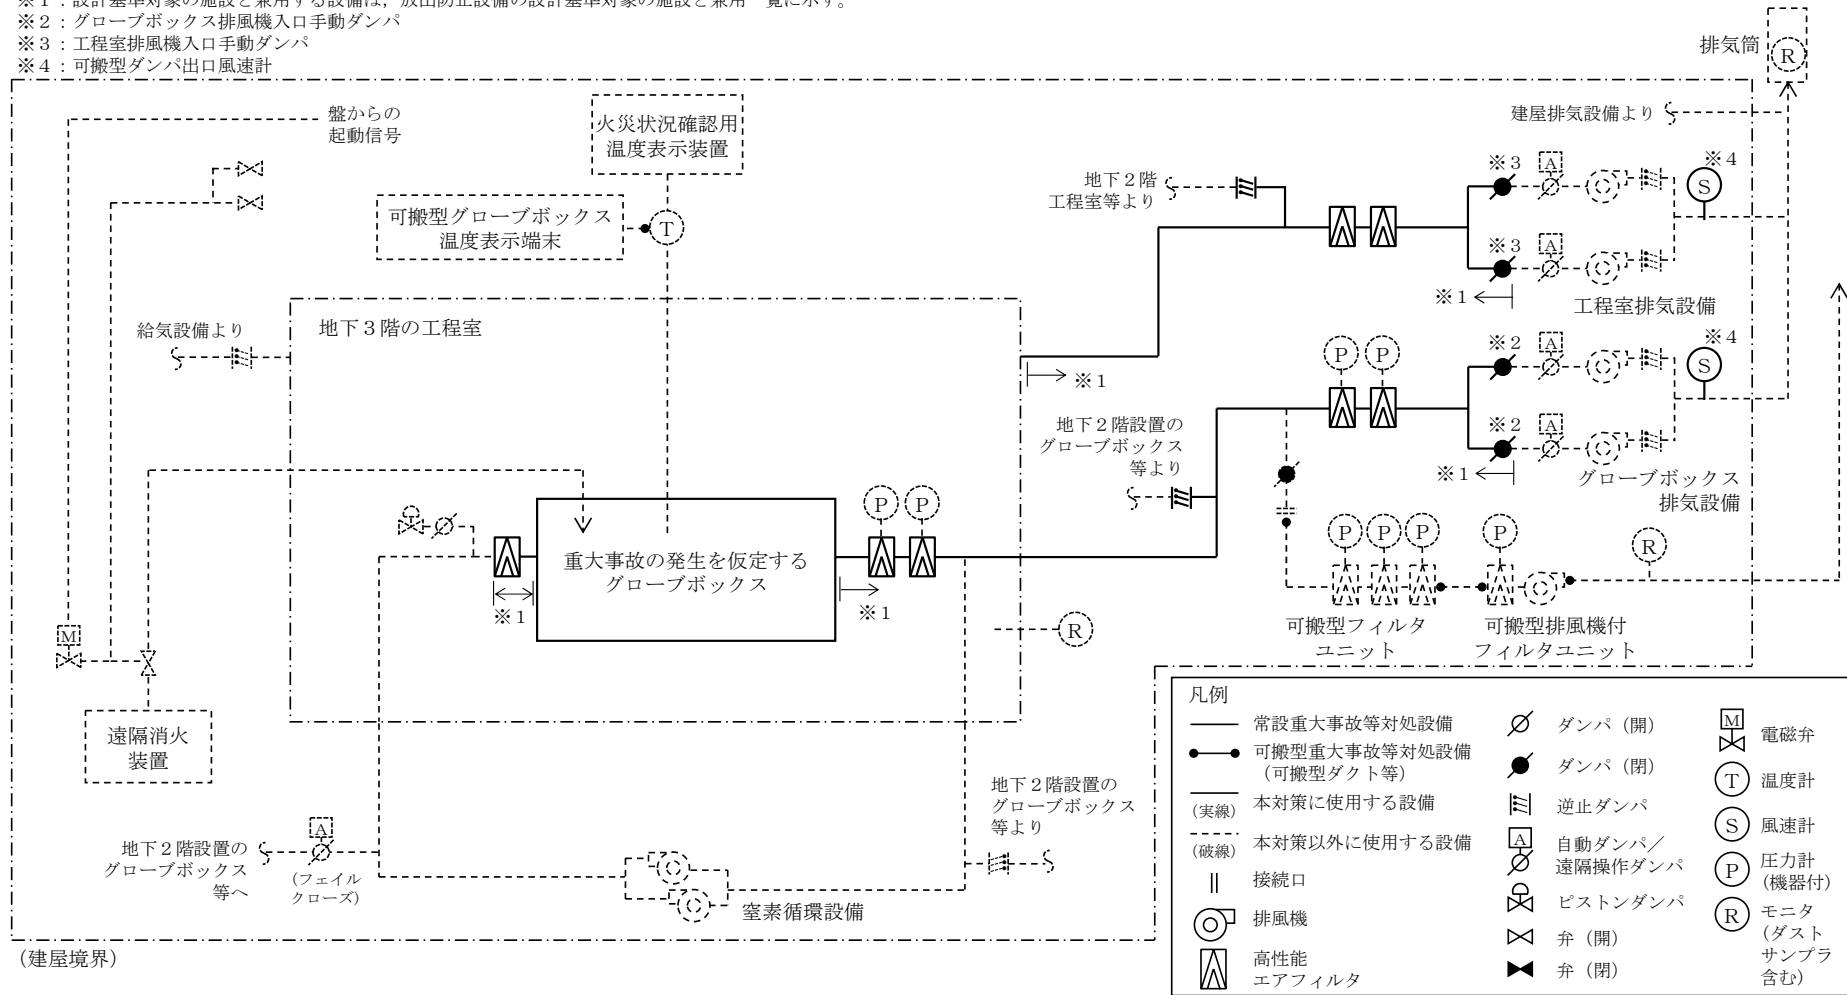 ※１：設計基準対象の施設と兼用する設備は，放出防止設備の設計基準対象の施設と兼用一覧に示す。
※２：グローブボックス排風機入口手動ダンパ
※３：工程室排風機入口手動ダンパ
※４：可搬型ダンパ出口風速計
排気筒
R
盤からの
起動信号
火災状況確認用
温度表示装置
可搬型グローブボックス
温度表示端末
T
建屋排気設備より
地下２階
工程室等より
※３
A
※４
S
※３
A
※１
工程室排気設備
給気設備より
地下３階の工程室
※１
P
P
※２
A
※４
S
※２
A
※１
グローブボックス
排気設備
地下２階設置の
グローブボックス
等より
重大事故の発生を仮定する
グローブボックス
※１
P
P
※１
R
P
P
P
P
R
可搬型フィルタ
ユニット
可搬型排風機付
フィルタユニット
M
遠隔消火
装置
地下２階設置の
グローブボックス
等へ
A
（フェイル
クローズ）
窒素循環設備
地下２階設置の
グローブボックス
等より
（建屋境界）
凡例
常設重大事故等対処設備
可搬型重大事故等対処設備
（可搬型ダクト等）
（実線）
本対策に使用する設備
（破線）
本対策以外に使用する設備
接続口
排風機
高性能
エアフィルタ
ダンパ（開）
ダンパ（閉）
逆止ダンパ
A
自動ダンパ／
遠隔操作ダンパ
ピストンダンパ
弁（開）
弁（閉）
M
電磁弁
T
温度計
S
風速計
P
圧力計
（機器付）
R
モニタ
（ダスト
サンプラ
含む）